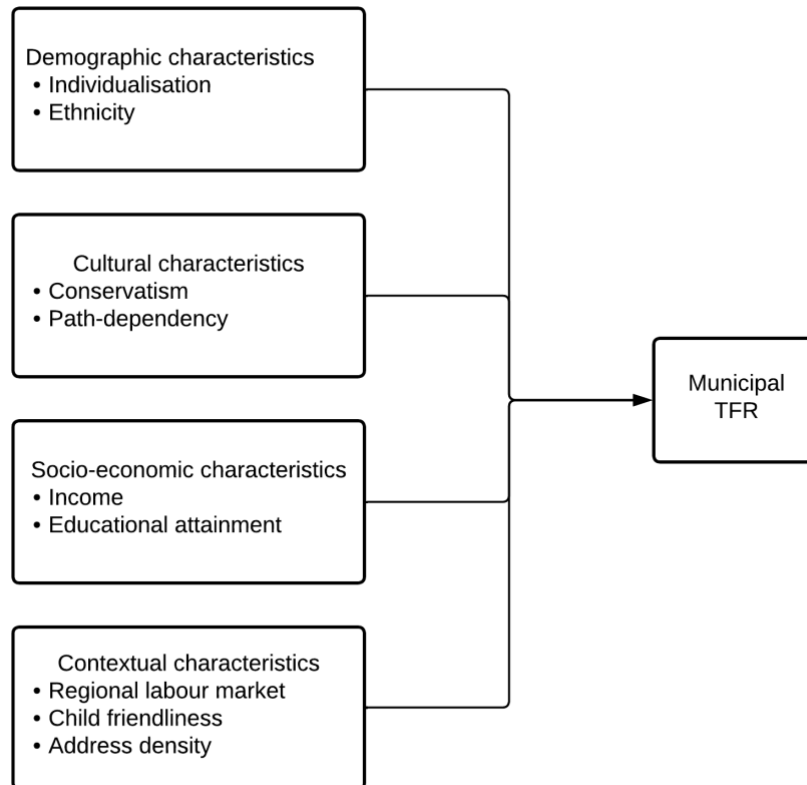 Demographic characteristics
• Individualisation
• Ethnicity
Cultural characteristics
• Conservatism
• Path-dependency
Socio-economic characteristics
• Income
• Educational attainment
Contextual characteristics
• Regional labour market
• Child friendliness
• Address density
Municipal
TFR